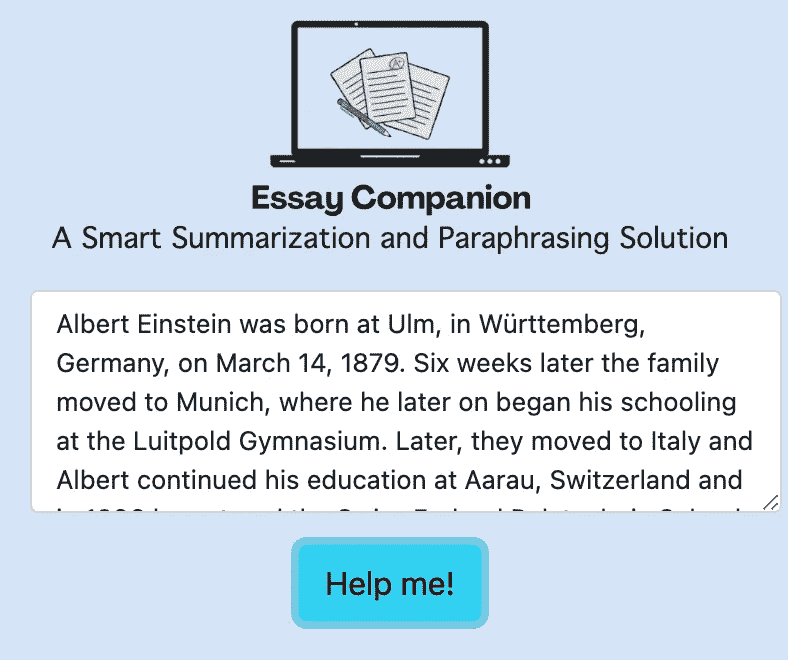 Essay Companion
A Smart Summarization and Paraphrasing Solution
Albert Einstein was born at Ulm, in Württemberg,
Germany, on March 14, 1879. Six weeks later the family
moved to Munich, where he later on began his schooling
at the Luitpold Gymnasium. Later, they moved to Italy and
Albert continued his education at Aarau, Switzerland and
Help me!